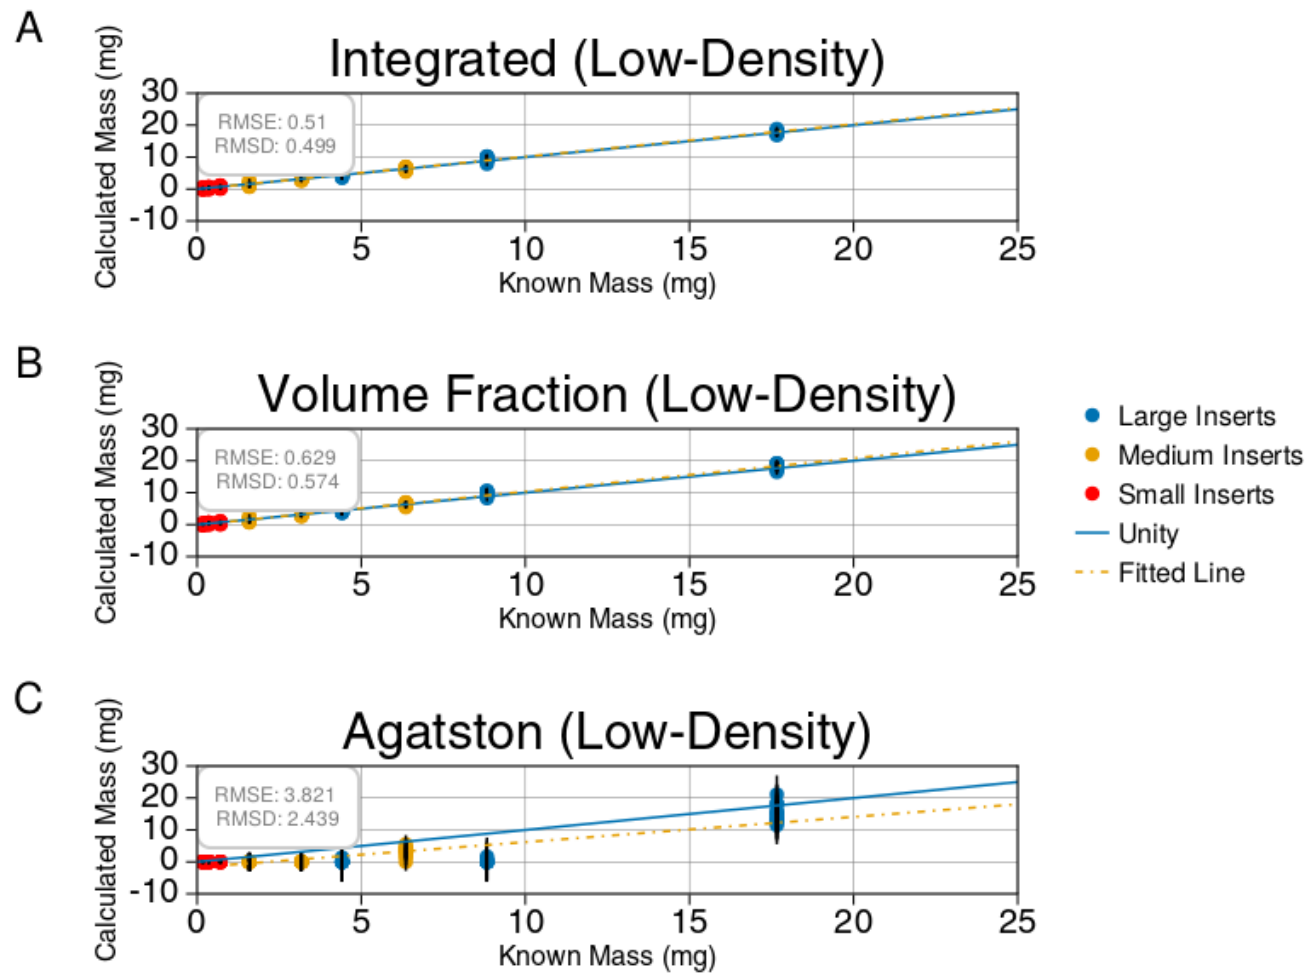 A
Integrated (Low-Density)
Calculated Mass (mg)
30
20
10
0
-10
RMSE: 0.51
RMSD: 0.499
0 5 10 15 20 25
Known Mass (mg)
B
Volume Fraction (Low-Density)
Calculated Mass (mg)
30
20
10
0
-10
RMSE: 0.629
RMSD: 0.574
0 5 10 15 20 25
Known Mass (mg)
Large Inserts
Medium Inserts
Small Inserts
Unity
Fitted Line
C
Agatston (Low-Density)
Calculated Mass (mg)
30
20
10
0
-10
RMSE: 3.821
RMSD: 2.439
0 5 10 15 20 25
Known Mass (mg)